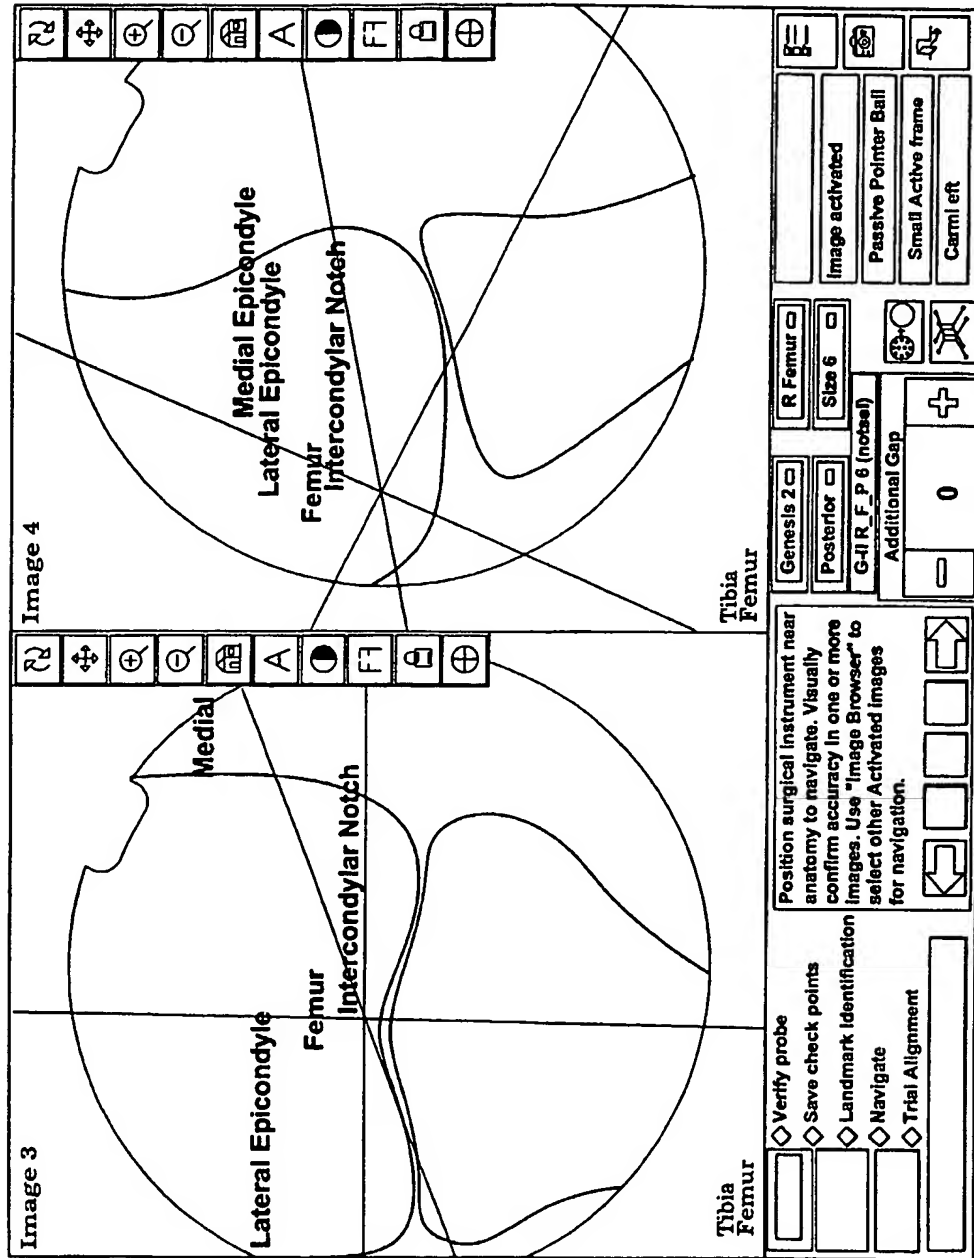 Image 3
Medial
Lateral Epicondyle
Femur
Intercondylar Notch
Tibia
Femur
A
Image 4
Medial Epicondyle
Lateral Epicondyle
Femur
Intercondylar Notch
Tibia
Femur
A
Verify probe
Save check points
Landmark Identification
Navigate
Trial Alignment
Position surgical instrument near
anatomy to navigate. Visually
confirm accuracy in one or more
images. Use "Image Browser" to
select other Activated images
for navigation.
Genesis 2
R Femur
Posterior
Size 6
G-II R_F_P 6 (notsel)
Additional Gap
0
Image activated
Passive Pointer Ball
Small Active frame
Carml eft